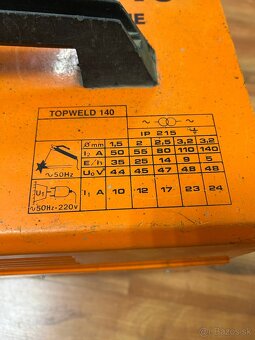 TOPWELD 140
IP 215
Ø mm 1,5 2 2,5 3,2 3,2
I₂ A 50 55 80 110 140
E/h 35 25 14 9 5
∿50Hz U₀V 44 45 47 48 48
U₁
∿50Hz-220v I₁ A 10 12 17 23 24
bazos.sk